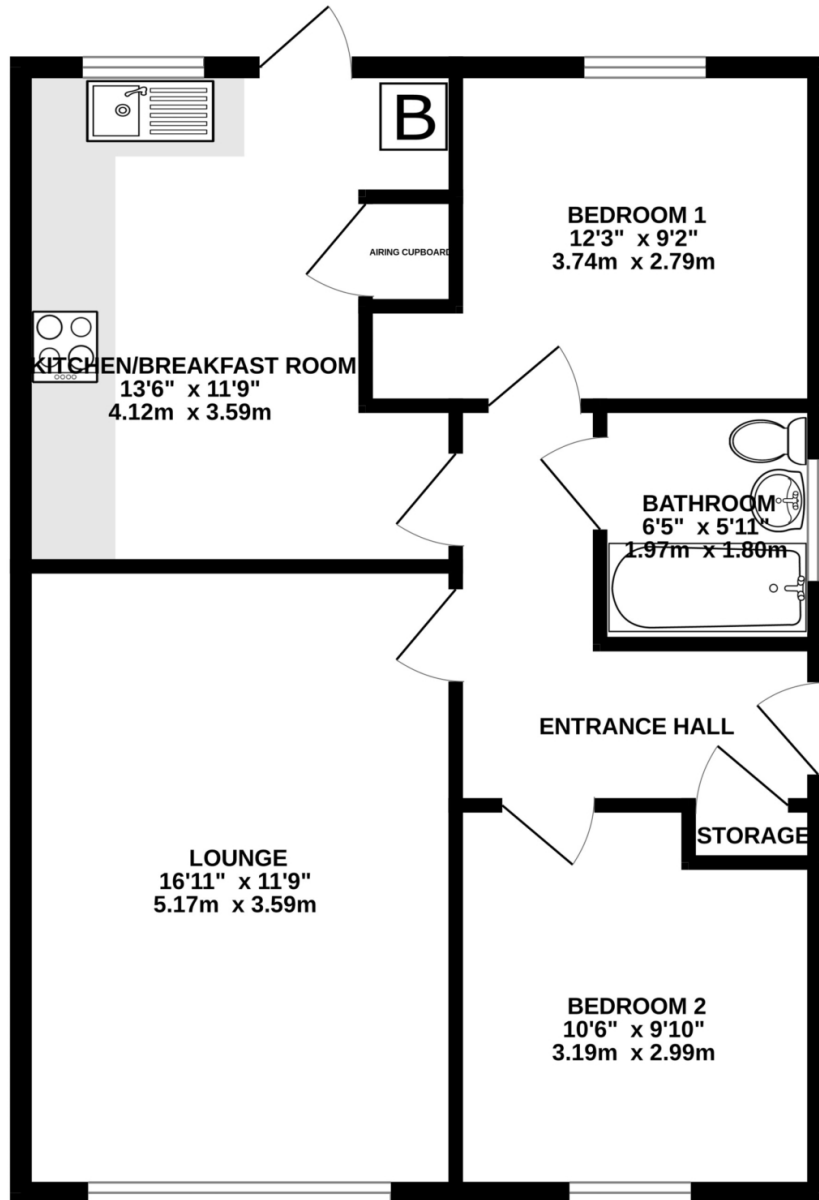 B
BEDROOM 1
12'3" x 9'2"
3.74m x 2.79m
AIRING CUPBOARD
KITCHEN/BREAKFAST ROOM
13'6" x 11'9"
4.12m x 3.59m
BATHROOM
6'5" x 5'11"
1.97m x 1.80m
ENTRANCE HALL
STORAGE
LOUNGE
16'11" x 11'9"
5.17m x 3.59m
BEDROOM 2
10'6" x 9'10"
3.19m x 2.99m